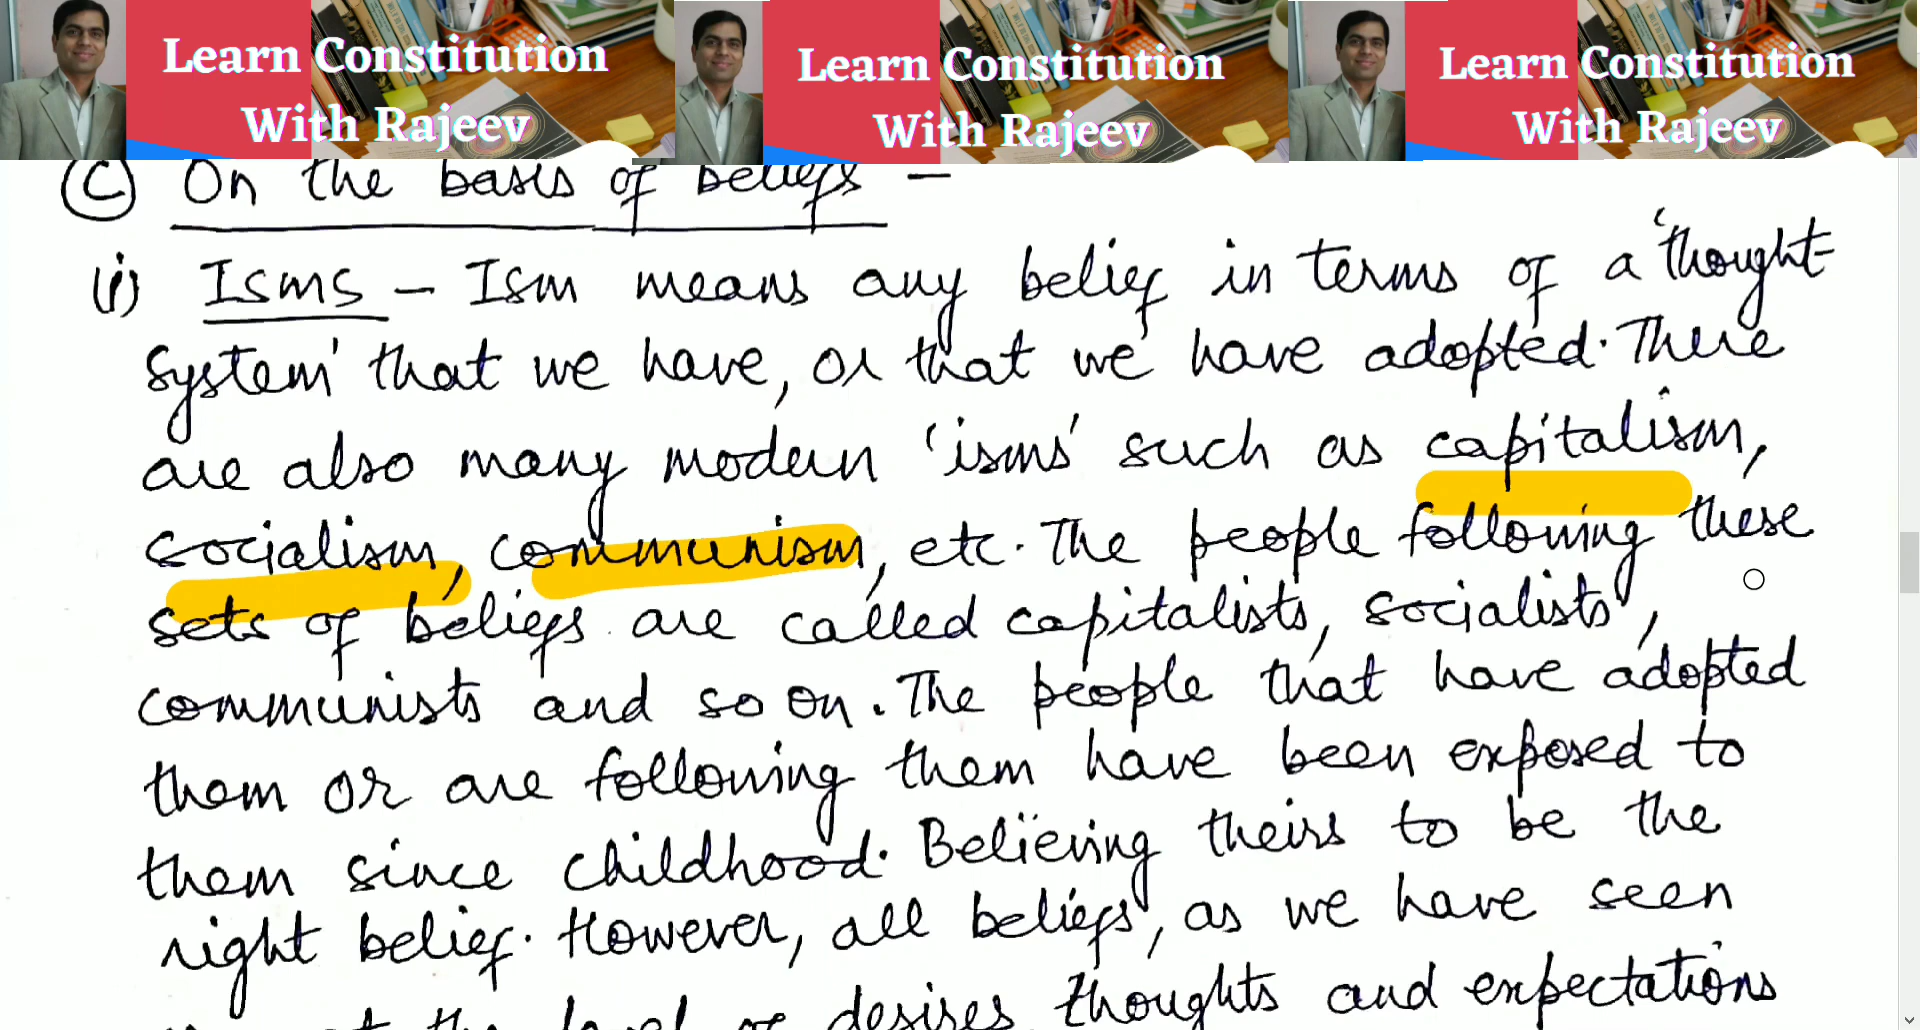 Learn Constitution
With Rajeev
Learn Constitution
With Rajeev
Learn Constitution
With Rajeev
(C) On the basis of beliefs –
(i) Isms – Ism means any belief in terms of a 'thought-
system' that we have, or that we have adopted. There
are also many modern 'isms' such as capitalism,
socialism, communism, etc. The people following these
sets of beliefs are called capitalists, socialists,
communists and so on. The people that have adopted
them or are following them have been exposed to
them since childhood. Believing theirs to be the
right belief. However, all beliefs, as we have seen
the level of desires, thoughts and expectations